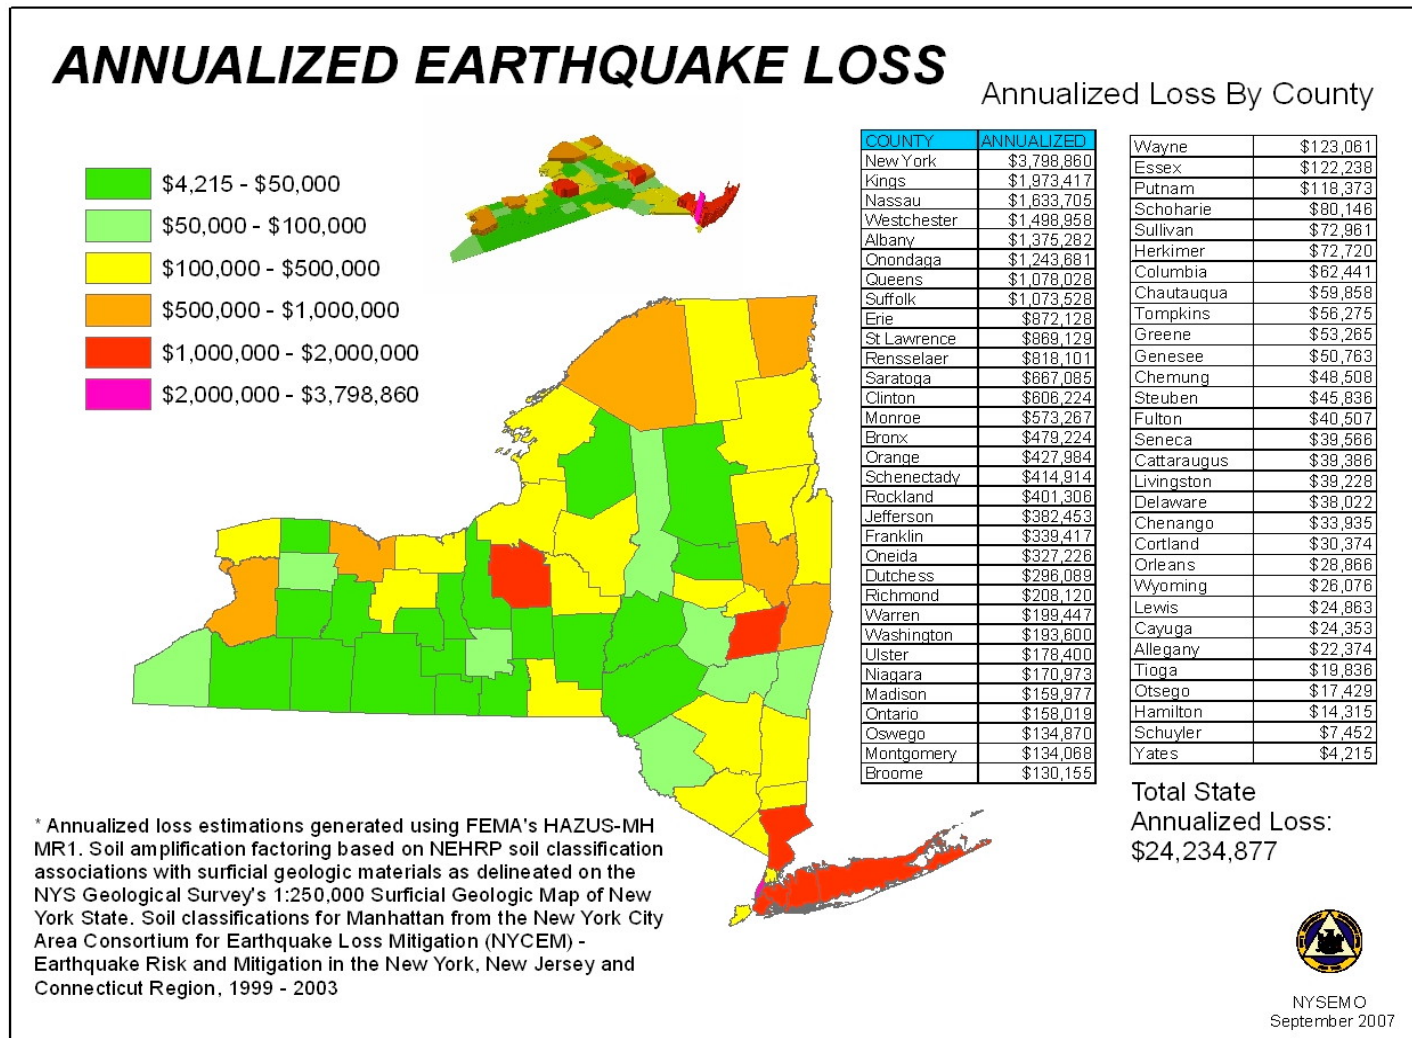 ANNUALIZED EARTHQUAKE LOSS
Annualized Loss By County
$4,215 - $50,000
$50,000 - $100,000
$100,000 - $500,000
$500,000 - $1,000,000
$1,000,000 - $2,000,000
$2,000,000 - $3,798,860
COUNTY ANNUALIZED
New York $3,798,860
Kings $1,973,417
Nassau $1,633,705
Westchester $1,498,958
Albany $1,375,282
Onondaga $1,243,681
Queens $1,078,028
Suffolk $1,073,528
Erie $872,128
St Lawrence $869,129
Rensselaer $818,101
Saratoga $667,085
Clinton $606,224
Monroe $573,267
Bronx $479,224
Orange $427,984
Schenectady $414,914
Rockland $401,306
Jefferson $382,453
Franklin $339,417
Oneida $327,226
Dutchess $296,089
Richmond $208,120
Warren $199,447
Washington $193,600
Ulster $178,400
Niagara $170,973
Madison $159,977
Ontario $158,019
Oswego $134,870
Montgomery $134,068
Broome $130,155
Wayne $123,061
Essex $122,238
Putnam $118,373
Schoharie $80,146
Sullivan $72,961
Herkimer $72,720
Columbia $62,441
Chautauqua $59,858
Tompkins $56,275
Greene $53,265
Genesee $50,763
Chemung $48,508
Steuben $45,836
Fulton $40,507
Seneca $39,566
Cattaraugus $39,386
Livingston $39,228
Delaware $38,022
Chenango $33,935
Cortland $30,374
Orleans $28,866
Wyoming $26,076
Lewis $24,863
Cayuga $24,353
Allegany $22,374
Tioga $19,836
Otsego $17,429
Hamilton $14,315
Schuyler $7,452
Yates $4,215
Total State
Annualized Loss:
$24,234,877
* Annualized loss estimations generated using FEMA's HAZUS-MH
MR1. Soil amplification factoring based on NEHRP soil classification
associations with surficial geologic materials as delineated on the
NYS Geological Survey's 1:250,000 Surficial Geologic Map of New
York State. Soil classifications for Manhattan from the New York City
Area Consortium for Earthquake Loss Mitigation (NYCEM) -
Earthquake Risk and Mitigation in the New York, New Jersey and
Connecticut Region, 1999 - 2003
NYSEMO
September 2007